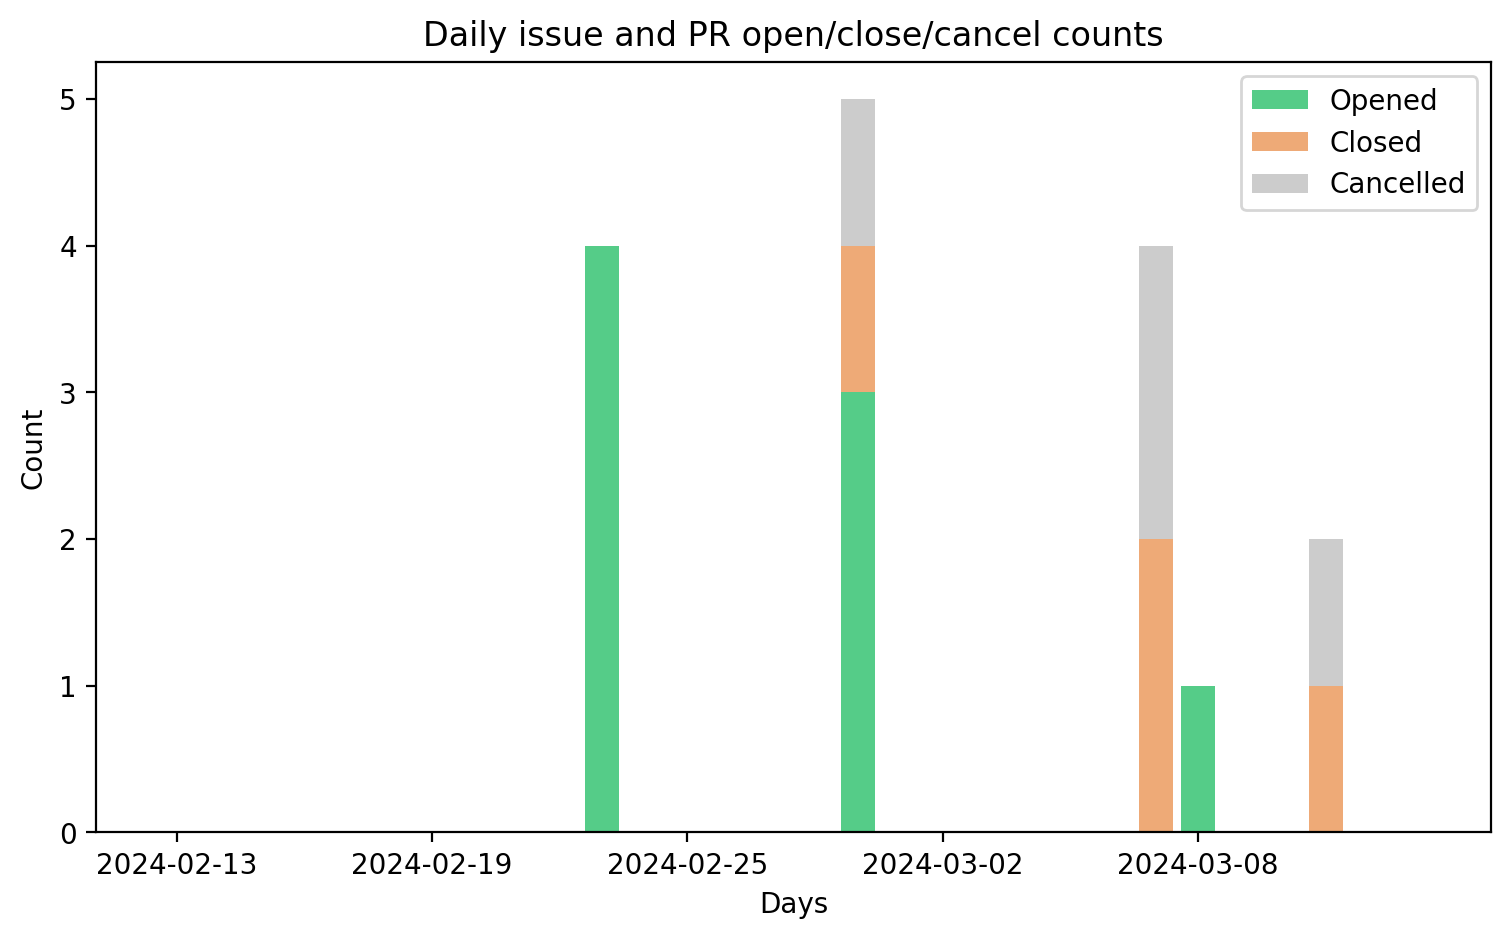 Daily issue and PR open/close/cancel counts
Opened
Closed
Cancelled
Count
5
4
3
2
1
0
2024-02-13
2024-02-19
2024-02-25
2024-03-02
2024-03-08
Days